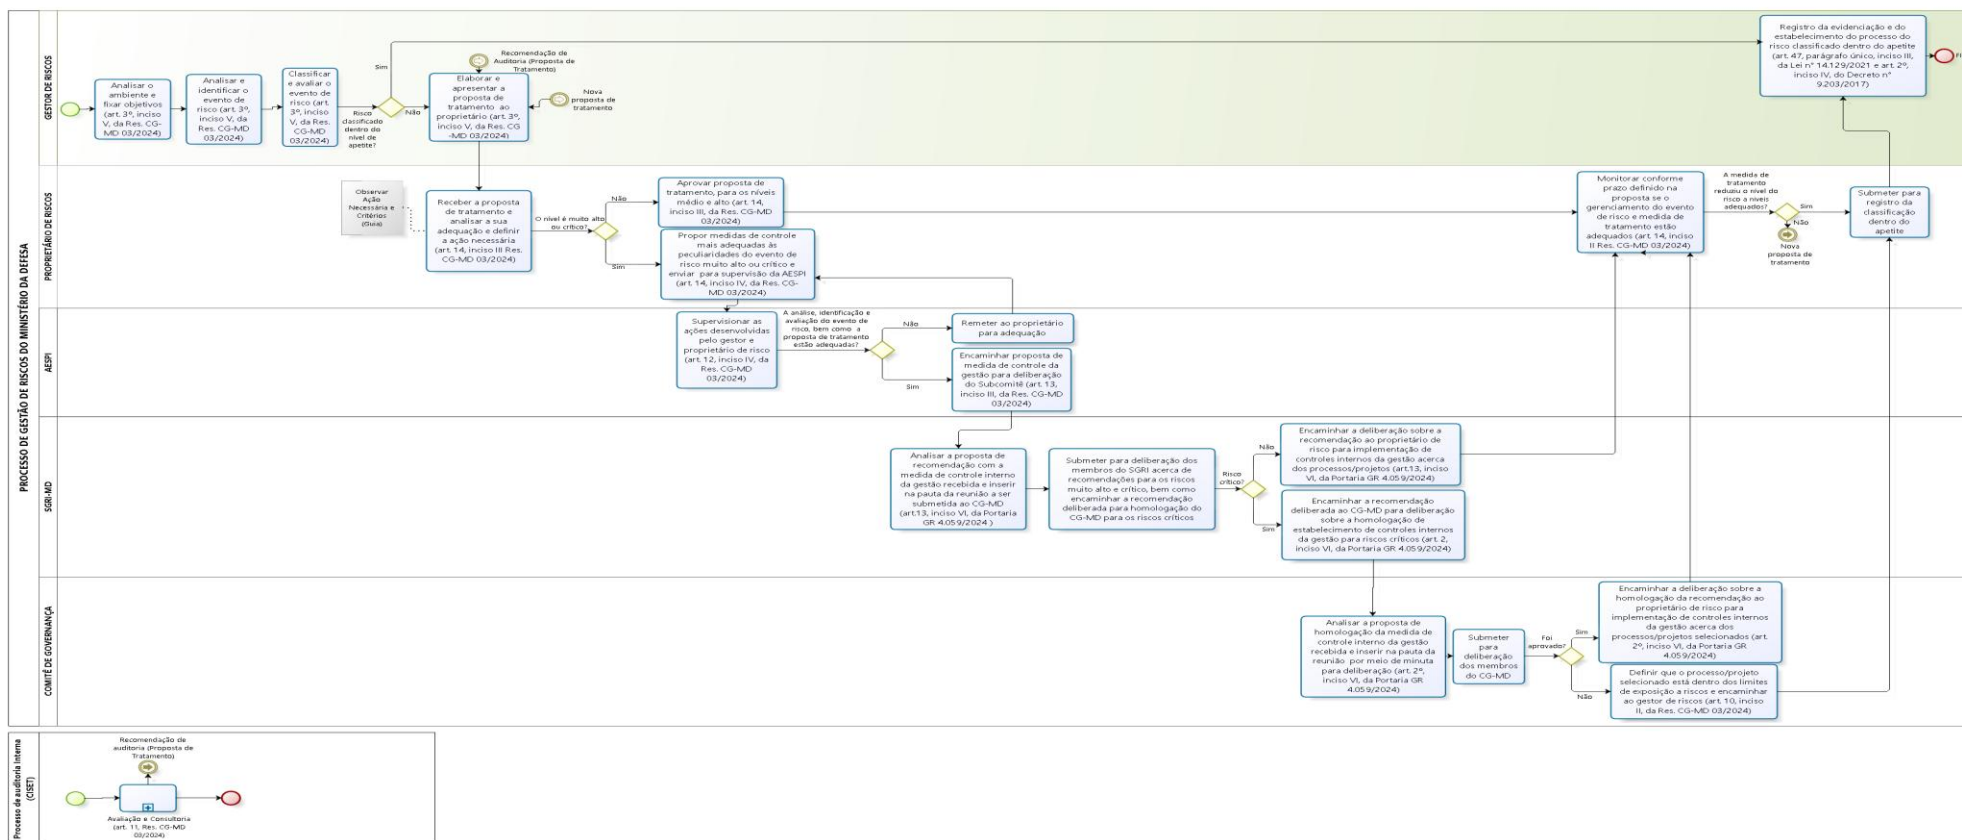 PROCESSO DE GESTÃO DE RISCOS DO MINISTÉRIO DA DEFESA
GESTOR DE RISCOS
Analisar o
ambiente e
fixar objetivos
(art. 3º, inciso
V, da Res. CG-
MD 03/2024)
Analisar e
identificar o
evento de
risco (art. 3º,
inciso V, da
Res. CG-MD
03/2024)
Classificar
e avaliar o
evento de
risco (art.
3º, inciso
V, da Res.
CG-MD
03/2024)
Sim
Risco
classificado
dentro do
nível de
apetite?
Não
Recomendação de
Auditoria (Proposta de
Tratamento)
Elaborar e
apresentar a
proposta de
tratamento ao
proprietário (art.
3º, inciso V, da
Res. CG
-MD 03/2024)
Nova
proposta de
tratamento
Registro da evidenciação e do
estabelecimento do processo do
risco classificado dentro do apetite
(art. 47, parágrafo único, inciso III,
da Lei nº 14.129/2021 e art. 2º,
inciso IV, do Decreto nº
9.203/2017)
PROPRIETÁRIO DE RISCOS
Observar
Ação
Necessária e
Critérios
(Guia)
Receber a proposta
de tratamento e
analisar a sua
adequação e definir
a ação necessária
(art. 14, inciso III Res.
CG-MD 03/2024)
O nível é muito alto
ou crítico?
Não
Sim
Aprovar proposta de
tratamento, para os níveis
médio e alto (art. 14,
inciso III, da Res. CG-MD
03/2024)
Propor medidas de controle
mais adequadas às
peculiaridades do evento de
risco muito alto ou crítico e
enviar para supervisão da AESPI
(art. 14, inciso IV, da Res. CG-
MD 03/2024)
Monitorar conforme
prazo definido na
proposta se o
gerenciamento do evento
de risco e medida de
tratamento estão
adequados (art. 14, inciso
II Res. CG-MD 03/2024)
A medida de
tratamento
reduziu o nível do
risco a níveis
adequados?
Sim
Não
Nova
proposta de
tratamento
Submeter para
registro da
classificação
dentro do
apetite
AESPI
Supervisionar as
ações desenvolvidas
pelo gestor e
proprietário de risco
(art. 12, inciso IV, da
Res. CG-MD
03/2024)
A análise, identificação e
avaliação do evento de
risco, bem como a
proposta de tratamento
estão adequadas?
Não
Sim
Remeter ao proprietário
para adequação
Encaminhar proposta de
medida de controle da
gestão para deliberação
do Subcomitê (art. 13,
inciso III, da Res. CG-MD
03/2024)
SGRI-MD
Analisar a proposta de
recomendação com a
medida de controle interno
da gestão recebida e inserir
na pauta da reunião a ser
submetida ao CG-MD
(art.13, inciso VI, da Portaria
GR 4.059/2024 )
Submeter para deliberação dos
membros do SGRI acerca de
recomendações para os riscos
muito alto e crítico, bem como
encaminhar a recomendação
deliberada para homologação do
CG-MD para os riscos críticos
Risco
crítico?
Não
Sim
Encaminhar a deliberação sobre a
recomendação ao proprietário de
risco para implementação de
controles internos da gestão acerca
dos processos/projetos (art.13, inciso
VI, da Portaria GR 4.059/2024)
Encaminhar a recomendação
deliberada ao CG-MD para deliberação
sobre a homologação de
estabelecimento de controles internos
da gestão para riscos críticos (art. 2,
inciso VI, da Portaria GR 4.059/2024)
COMITÊ DE GOVERNANÇA
Analisar a proposta de
homologação da medida de
controle interno da gestão
recebida e inserir na pauta da
reunião por meio de minuta
para deliberação (art. 2º,
inciso VI, da Portaria GR
4.059/2024)
Submeter
para
deliberação
dos membros
do CG-MD
Foi
aprovado?
Sim
Não
Encaminhar a deliberação sobre a
homologação da recomendação ao
proprietário de risco para
implementação de controles internos
da gestão acerca dos
processos/projetos selecionados (art.
2º, inciso VI, da Portaria GR
4.059/2024)
Definir que o processo/projeto
selecionado está dentro dos limites
de exposição a riscos e encaminhar
ao gestor de riscos (art. 10, inciso
II, da Res. CG-MD 03/2024)
Processo de auditoria Interna
(CISET)
Recomendação de
auditoria (Proposta de
Tratamento)
Avaliação e Consultoria
(art. 11, Res. CG-MD
03/2024)